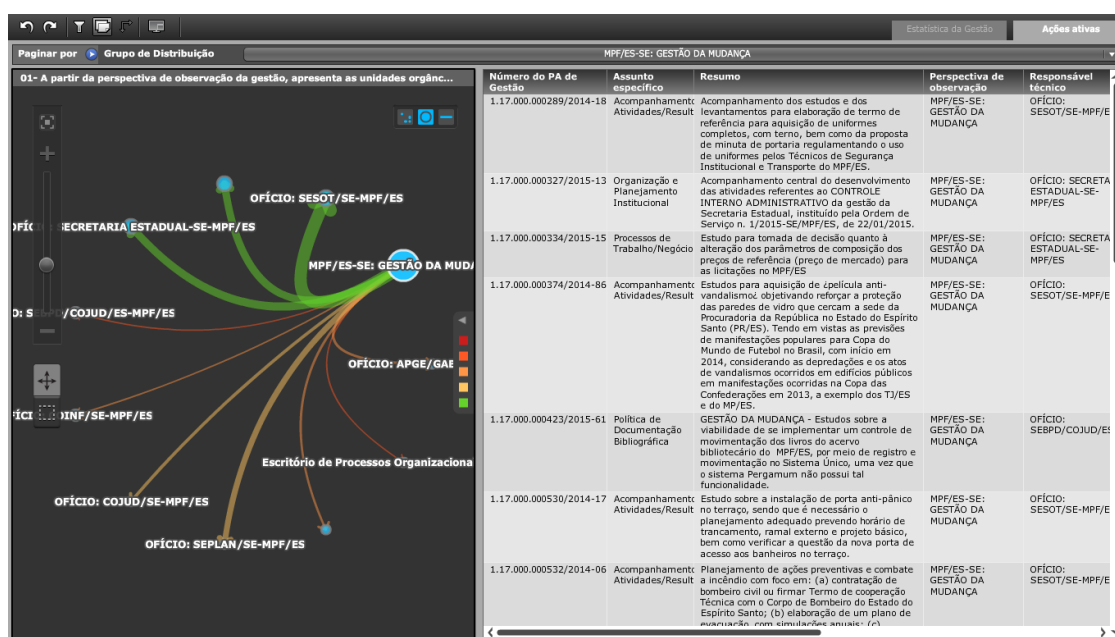 Estatística da Gestão
Ações ativas
Paginar por
Grupo de Distribuição
MPF/ES-SE: GESTÃO DA MUDANÇA
01- A partir da perspectiva de observação da gestão, apresenta as unidades orgânc...
OFÍCIO: SESOT/SE-MPF/ES
SECRETARIA ESTADUAL-SE-MPF/ES
MPF/ES-SE: GESTÃO DA MUDA
/COJUD/ES-MPF/ES
OFÍCIO: APGE/GAB
INF/SE-MPF/ES
Escritório de Processos Organizaciona
OFÍCIO: COJUD/SE-MPF/ES
OFÍCIO: SEPLAN/SE-MPF/ES
Número do PA de
Gestão
Assunto
específico
Resumo
Perspectiva de
observação
Responsável
técnico
1.17.000.000289/2014-18
Acompanhamento
Atividades/Result
Acompanhamento dos estudos e dos
levantamentos para elaboração de termo de
referência para aquisição de uniformes
completos, com terno, bem como da proposta
de minuta de portaria regulamentando o uso
de uniformes pelos Técnicos de Segurança
Institucional e Transporte do MPF/ES.
MPF/ES-SE:
GESTÃO DA
MUDANÇA
OFÍCIO:
SESOT/SE-MPF/E
1.17.000.000327/2015-13
Organização e
Planejamento
Institucional
Acompanhamento central do desenvolvimento
das atividades referentes ao CONTROLE
INTERNO ADMINISTRATIVO da gestão da
Secretaria Estadual, instituído pela Ordem de
Serviço n. 1/2015-SE/MPF/ES, de 22/01/2015.
MPF/ES-SE:
GESTÃO DA
MUDANÇA
OFÍCIO: SECRETA
ESTADUAL-SE-
MPF/ES
1.17.000.000334/2015-15
Processos de
Trabalho/Negócio
Estudo para tomada de decisão quanto à
alteração dos parâmetros de composição dos
preços de referência (preço de mercado) para
as licitações no MPF/ES
MPF/ES-SE:
GESTÃO DA
MUDANÇA
OFÍCIO: SECRETA
ESTADUAL-SE-
MPF/ES
1.17.000.000374/2014-86
Acompanhamento
Atividades/Result
Estudos para aquisição de ¿película anti-
vandalismo¿ objetivando reforçar a proteção
das paredes de vidro que cercam a sede da
Procuradoria da República no Estado do Espírito
Santo (PR/ES). Tendo em vistas as previsões
de manifestações populares para Copa do
Mundo de Futebol no Brasil, com início em
2014, considerando as depredações e os atos
de vandalismos ocorridos em edifícios públicos
em manifestações ocorridas na Copa das
Confederações em 2013, a exemplo dos TJ/ES
e do MP/ES.
MPF/ES-SE:
GESTÃO DA
MUDANÇA
OFÍCIO:
SESOT/SE-MPF/E
1.17.000.000423/2015-61
Política de
Documentação
Bibliográfica
GESTÃO DA MUDANÇA - Estudos sobre a
viabilidade de se implementar um controle de
movimentação dos livros do acervo
bibliotecário do MPF/ES, por meio de registro e
movimentação no Sistema Único, uma vez que
o sistema Pergamum não possui tal
funcionalidade.
MPF/ES-SE:
GESTÃO DA
MUDANÇA
OFÍCIO:
SEBPD/COJUD/ES
1.17.000.000530/2014-17
Acompanhamento
Atividades/Result
Estudo sobre a instalação de porta anti-pânico
no terraço, sendo que é necessário o
planejamento adequado prevendo horário de
trancamento, ramal externo e projeto básico,
bem como verificar a questão da nova porta de
acesso aos banheiros no terraço.
MPF/ES-SE:
GESTÃO DA
MUDANÇA
OFÍCIO:
SESOT/SE-MPF/E
1.17.000.000532/2014-06
Acompanhamento
Atividades/Result
Planejamento de ações preventivas e combate
a incêndio com foco em: (a) contratação de
bombeiro civil ou firmar Termo de cooperação
Técnica com o Corpo de Bombeiro do Estado do
Espírito Santo; (b) elaboração de um plano de
evacuação, com simulações anuais; (c)
MPF/ES-SE:
GESTÃO DA
MUDANÇA
OFÍCIO:
SESOT/SE-MPF/E